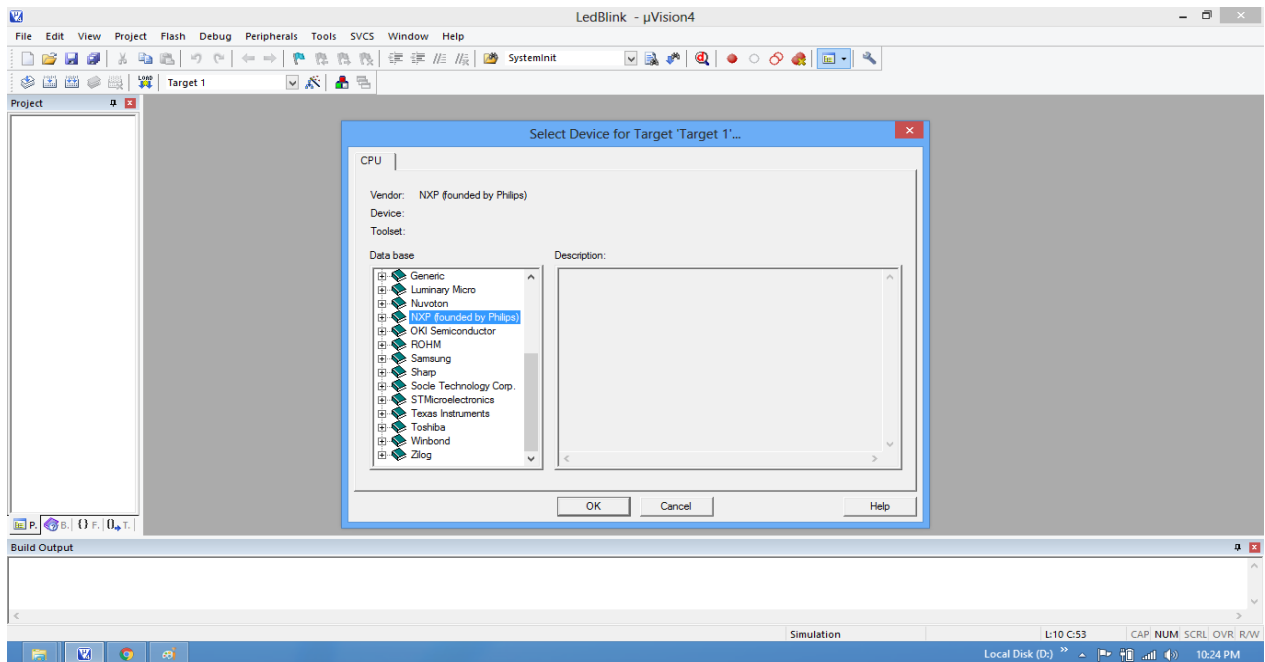 LedBlink - µVision4
File Edit View Project Flash Debug Peripherals Tools SVCS Window Help
SystemInit
LOAD Target 1
Project
Select Device for Target 'Target 1'...
CPU
Vendor: NXP (founded by Philips)
Device:
Toolset:
Data base Description:
Generic
Luminary Micro
Nuvoton
NXP (founded by Philips)
OKI Semiconductor
ROHM
Samsung
Sharp
Socle Technology Corp.
STMicroelectronics
Texas Instruments
Toshiba
Winbond
Zilog
OK Cancel Help
P. B. {} F. 0 T.
Build Output
Simulation L:10 C:53 CAP NUM SCRL OVR R/W
Local Disk (D:) 10:24 PM